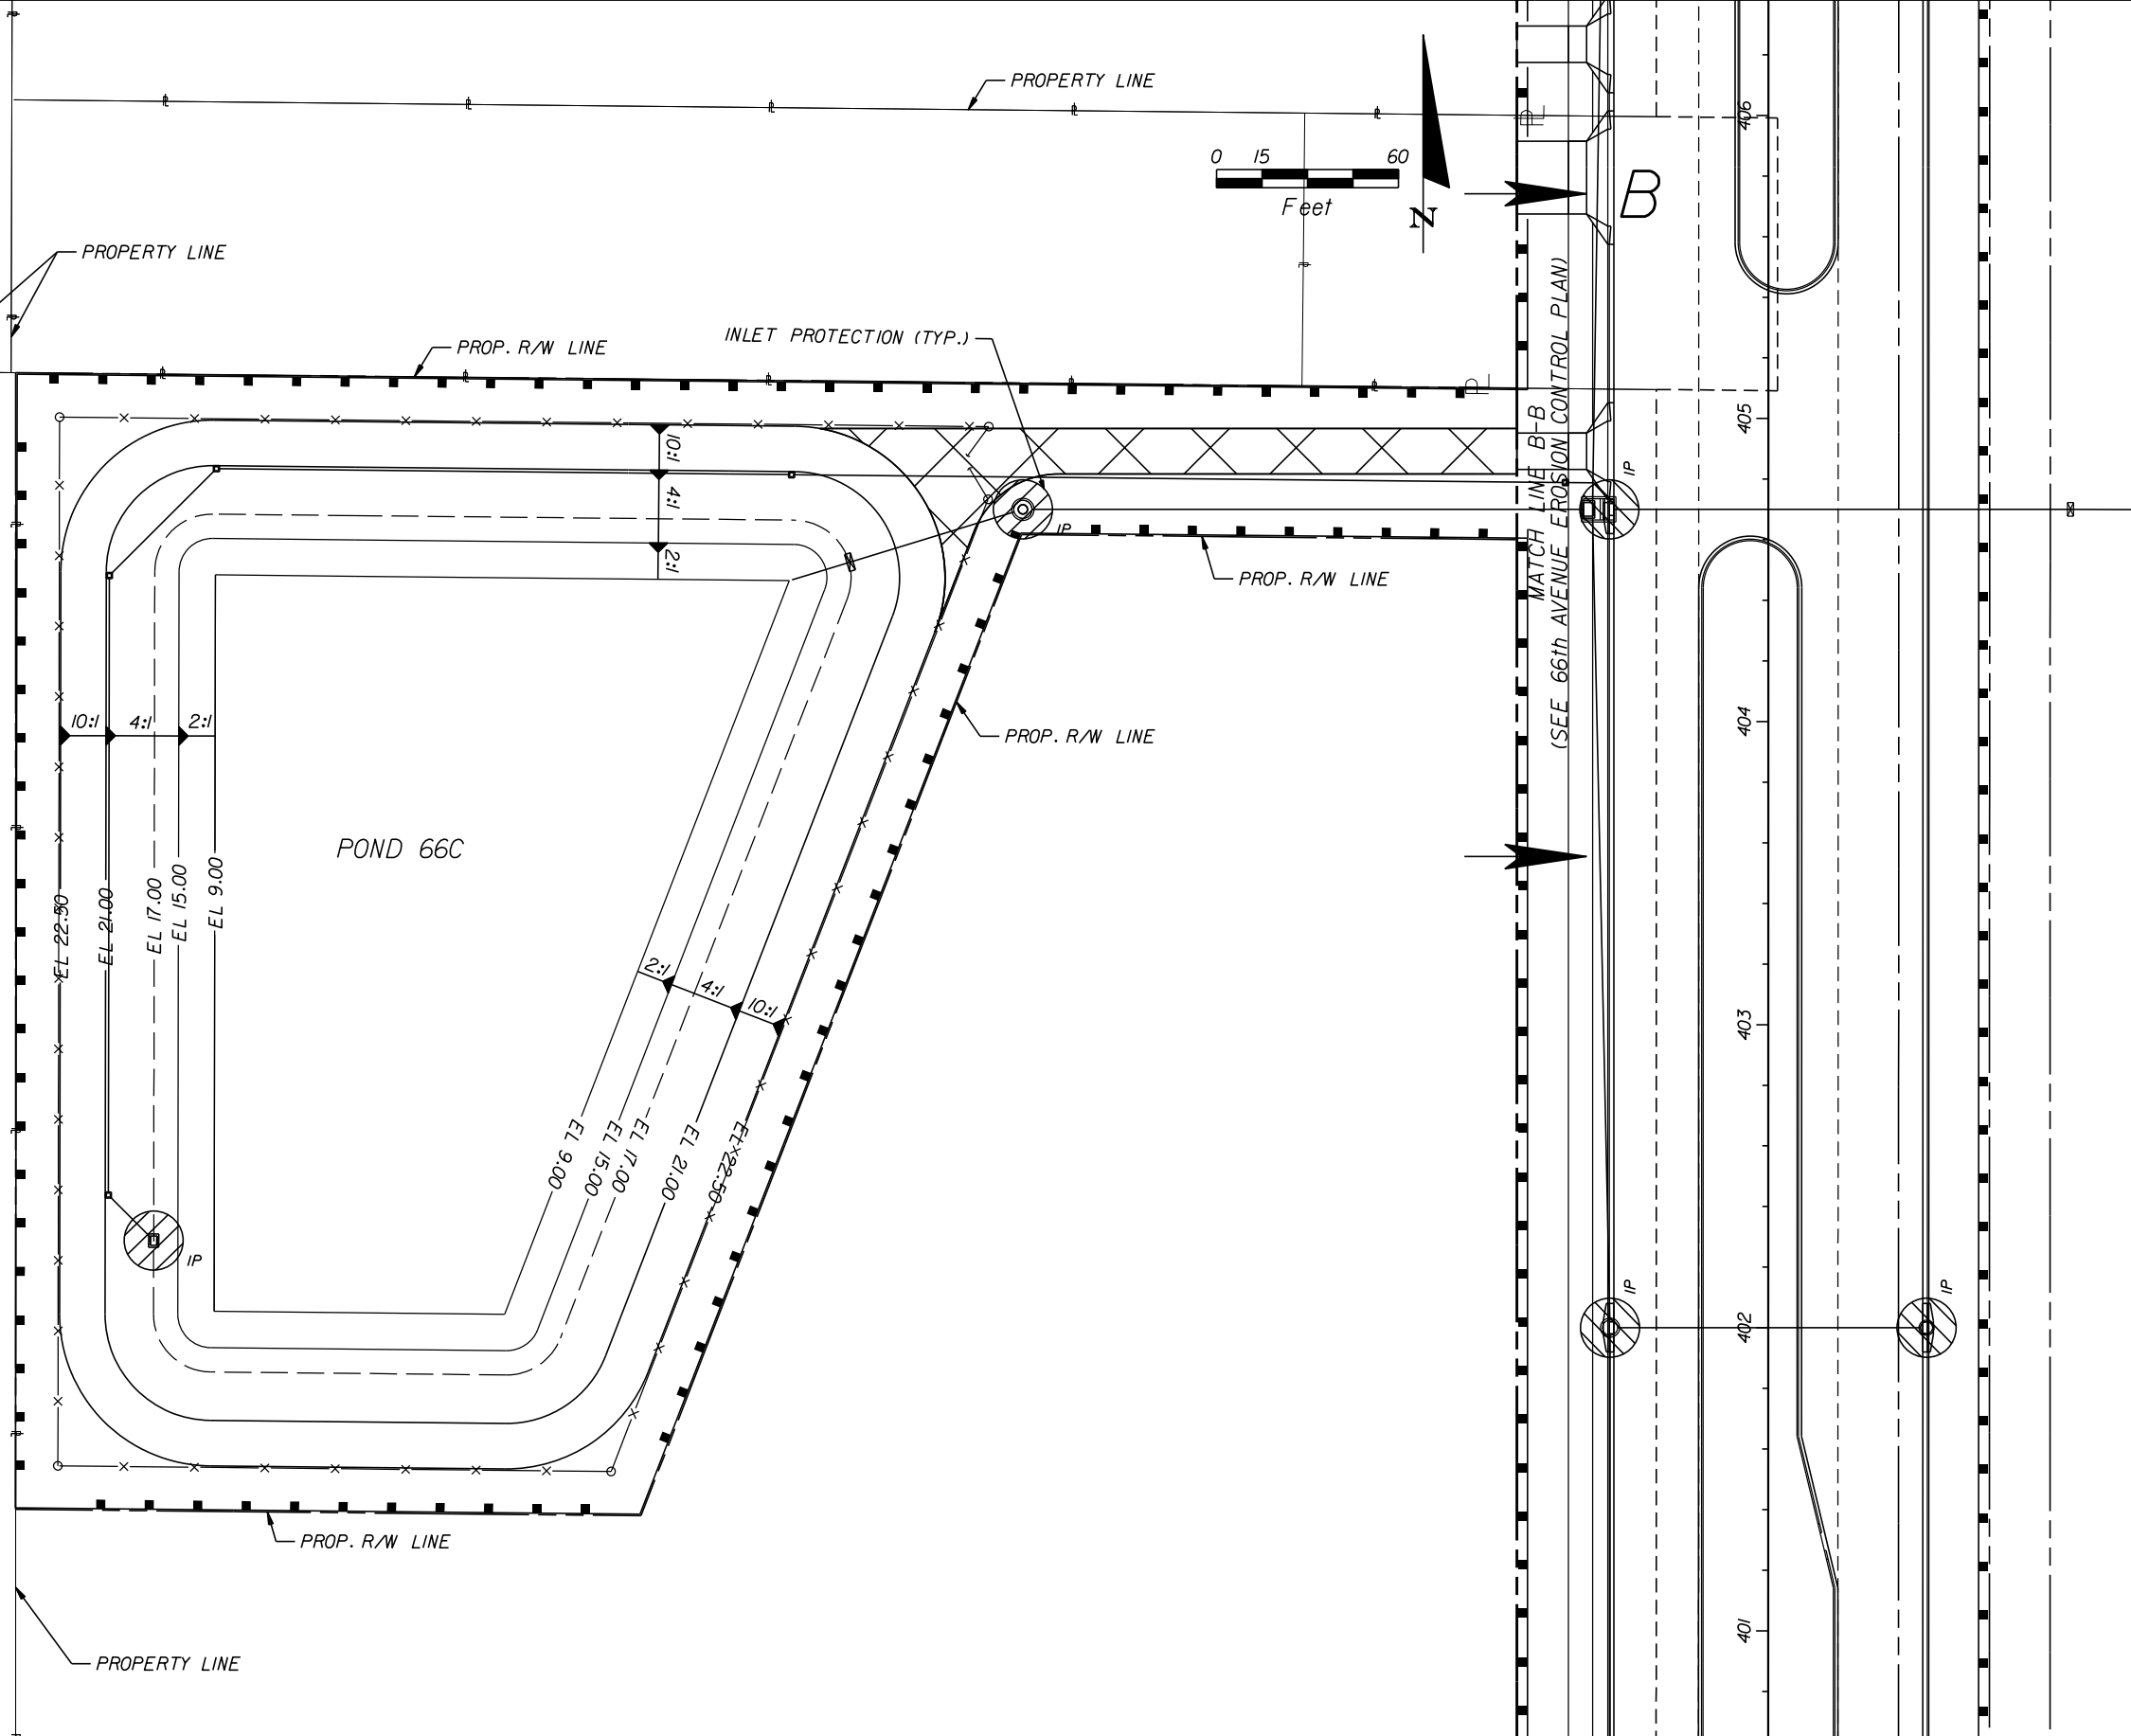 PROPERTY LINE
406
0 15 60
Feet
N
B
PROPERTY LINE
PROP. R/W LINE
INLET PROTECTION (TYP.)
MATCH LINE B-B
(SEE 66th AVENUE EROSION CONTROL PLAN)
405
10:1
4:1
2:1
IP
IP
PROP. R/W LINE
PROP. R/W LINE
404
10:1
4:1
2:1
POND 66C
EL 22.50
EL 21.00
EL 17.00
EL 15.00
EL 9.00
2:1
4:1
10:1
403
EL 9.00
EL 15.00
EL 17.00
EL 21.00
EL 22.50
IP
IP
IP
402
PROP. R/W LINE
401
PROPERTY LINE